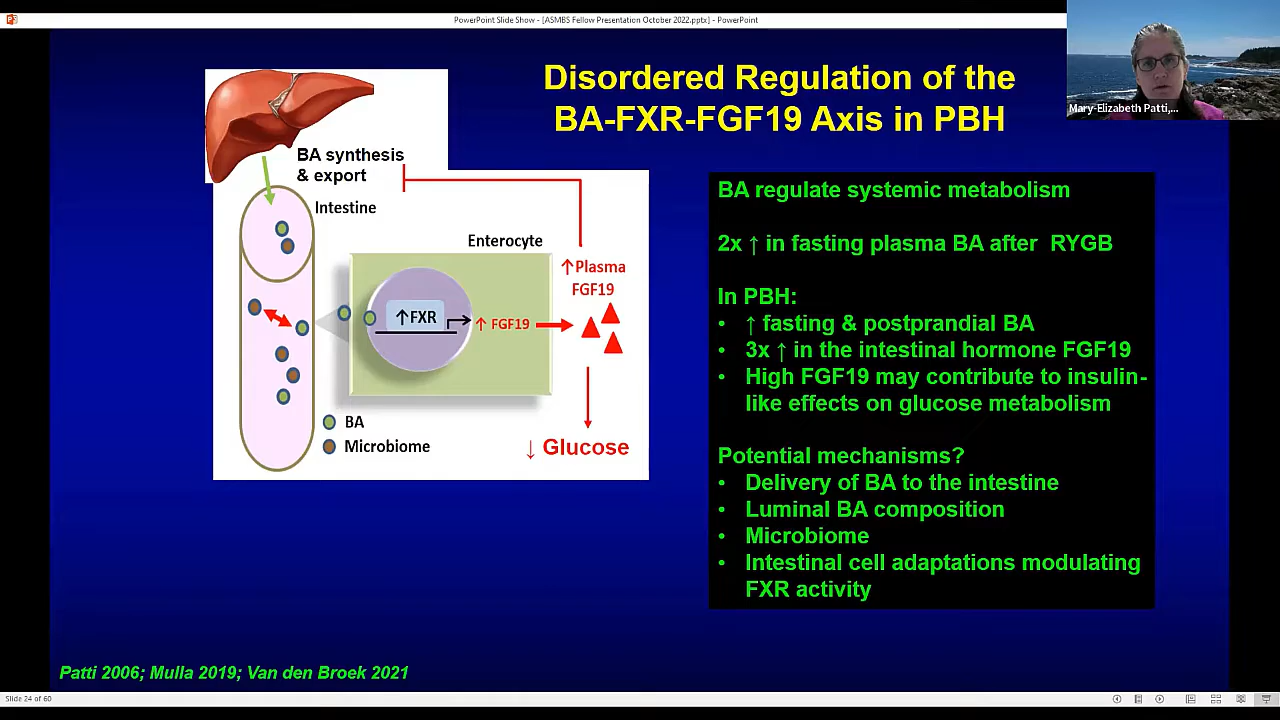 PowerPoint Slide Show - [ASMBS Fellow Presentation October 2022.pptx] - PowerPoint
Mary-Elizabeth Patti,...
Disordered Regulation of the
BA-FXR-FGF19 Axis in PBH
BA synthesis
& export
Intestine
Enterocyte
↑Plasma
FGF19
↑FXR
↑ FGF19
BA
Microbiome
↓ Glucose
BA regulate systemic metabolism
2x ↑ in fasting plasma BA after RYGB
In PBH:
• ↑ fasting & postprandial BA
• 3x ↑ in the intestinal hormone FGF19
• High FGF19 may contribute to insulin-
like effects on glucose metabolism
Potential mechanisms?
• Delivery of BA to the intestine
• Luminal BA composition
• Microbiome
• Intestinal cell adaptations modulating
FXR activity
Patti 2006; Mulla 2019; Van den Broek 2021
Slide 24 of 60